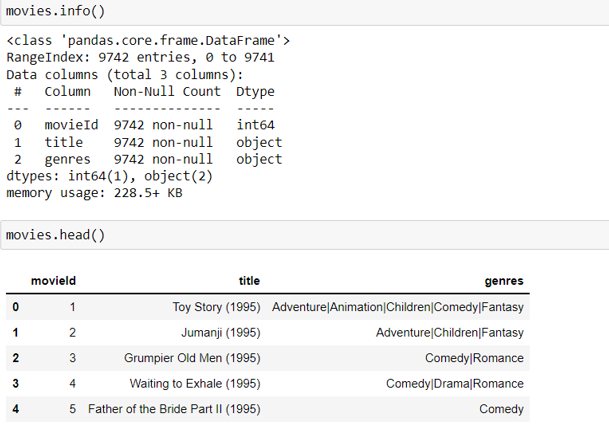 movies.info()
<class 'pandas.core.frame.DataFrame'>
RangeIndex: 9742 entries, 0 to 9741
Data columns (total 3 columns):
 #   Column   Non-Null Count  Dtype
---  ------   --------------  -----
 0   movieId  9742 non-null   int64
 1   title    9742 non-null   object
 2   genres   9742 non-null   object
dtypes: int64(1), object(2)
memory usage: 228.5+ KB
movies.head()
movieId title genres
0 1 Toy Story (1995) Adventure|Animation|Children|Comedy|Fantasy
1 2 Jumanji (1995) Adventure|Children|Fantasy
2 3 Grumpier Old Men (1995) Comedy|Romance
3 4 Waiting to Exhale (1995) Comedy|Drama|Romance
4 5 Father of the Bride Part II (1995) Comedy